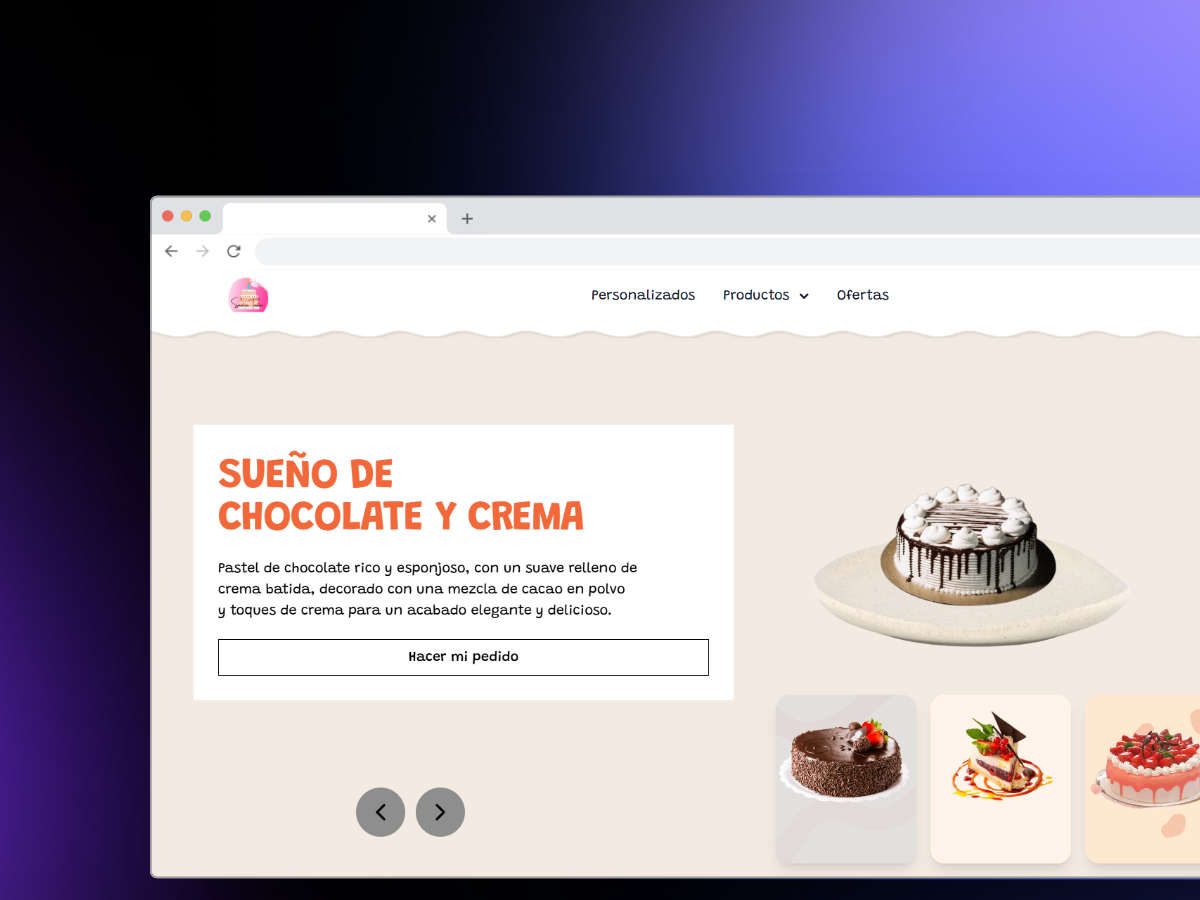 Personalizados
Productos
Ofertas
SUEÑO DE
CHOCOLATE Y CREMA
Pastel de chocolate rico y esponjoso, con un suave relleno de
crema batida, decorado con una mezcla de cacao en polvo
y toques de crema para un acabado elegante y delicioso.
Hacer mi pedido